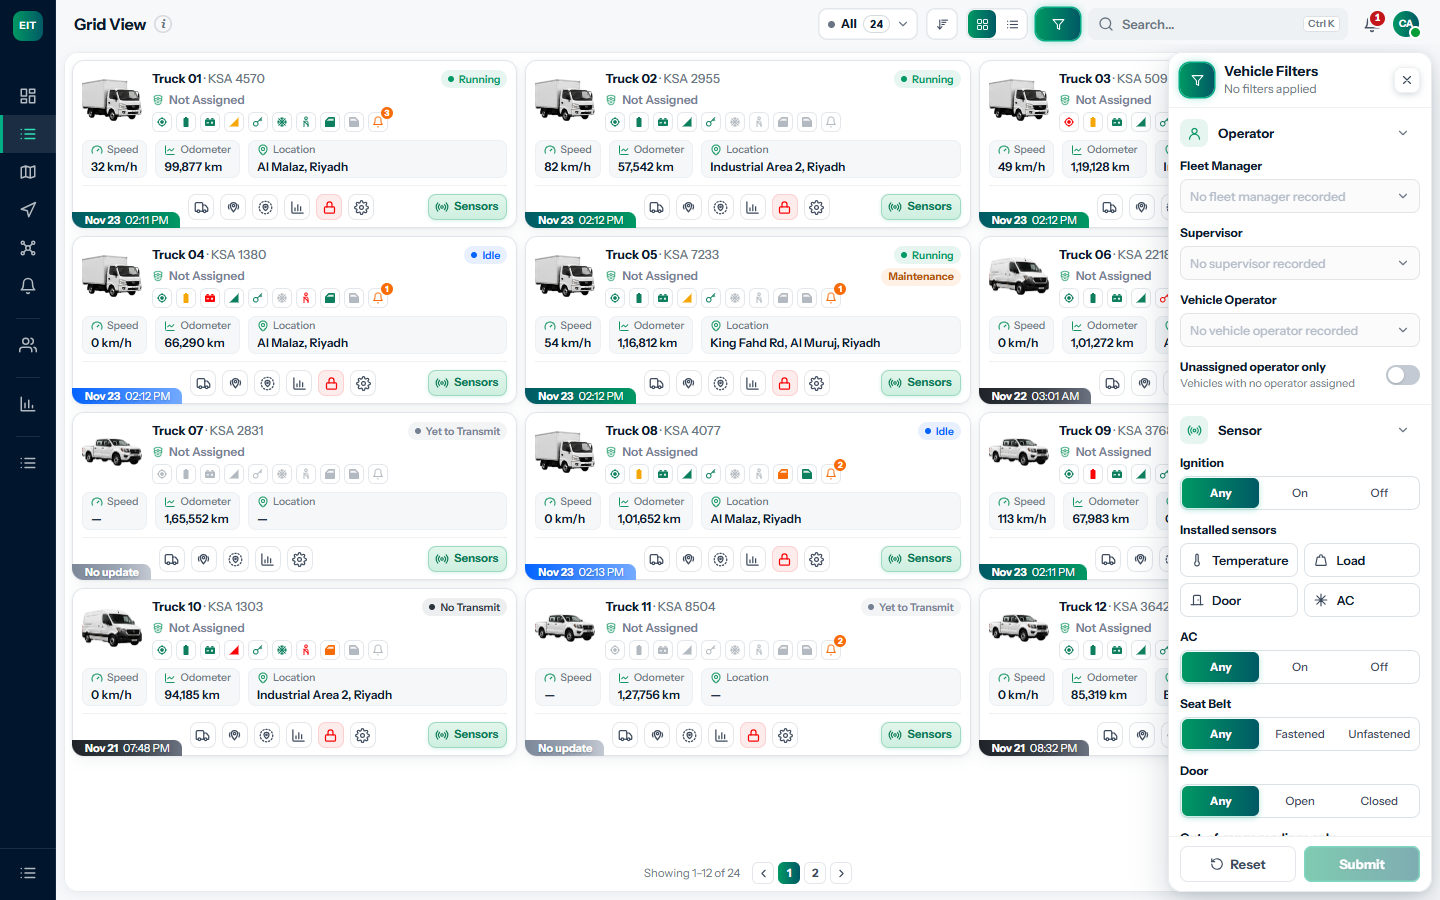 EIT
Grid View
All 24
Search...
Ctrl K
1
CA
Truck 01 · KSA 4570
Running
Not Assigned
3
Speed
32 km/h
Odometer
99,877 km
Location
Al Malaz, Riyadh
Nov 23 02:11 PM
Sensors
Truck 02 · KSA 2955
Running
Not Assigned
Speed
82 km/h
Odometer
57,542 km
Location
Industrial Area 2, Riyadh
Nov 23 02:12 PM
Sensors
Truck 03 · KSA 509
Not Assigned
Speed
49 km/h
Odometer
1,19,128 km
Nov 23 02:12 PM
Truck 04 · KSA 1380
Idle
Not Assigned
1
Speed
0 km/h
Odometer
66,290 km
Location
Al Malaz, Riyadh
Nov 23 02:12 PM
Sensors
Truck 05 · KSA 7233
Running
Not Assigned
Maintenance
1
Speed
54 km/h
Odometer
1,16,812 km
Location
King Fahd Rd, Al Muruj, Riyadh
Nov 23 02:12 PM
Sensors
Truck 06 · KSA 2218
Not Assigned
Speed
0 km/h
Odometer
1,01,272 km
Nov 22 03:01 AM
Truck 07 · KSA 2831
Yet to Transmit
Not Assigned
Speed
—
Odometer
1,65,552 km
Location
—
No update
Sensors
Truck 08 · KSA 4077
Idle
Not Assigned
2
Speed
0 km/h
Odometer
1,01,652 km
Location
Al Malaz, Riyadh
Nov 23 02:13 PM
Sensors
Truck 09 · KSA 376
Not Assigned
Speed
113 km/h
Odometer
67,983 km
Nov 23 02:11 PM
Truck 10 · KSA 1303
No Transmit
Not Assigned
Speed
0 km/h
Odometer
94,185 km
Location
Industrial Area 2, Riyadh
Nov 21 07:48 PM
Sensors
Truck 11 · KSA 8504
Yet to Transmit
Not Assigned
2
Speed
—
Odometer
1,27,756 km
Location
—
No update
Sensors
Truck 12 · KSA 3642
Not Assigned
Speed
0 km/h
Odometer
85,319 km
Nov 21 08:32 PM
Showing 1–12 of 24
1
2
Vehicle Filters
No filters applied
Operator
Fleet Manager
No fleet manager recorded
Supervisor
No supervisor recorded
Vehicle Operator
No vehicle operator recorded
Unassigned operator only
Vehicles with no operator assigned
Sensor
Ignition
Any On Off
Installed sensors
Temperature Load
Door AC
AC
Any On Off
Seat Belt
Any Fastened Unfastened
Door
Any Open Closed
Reset
Submit